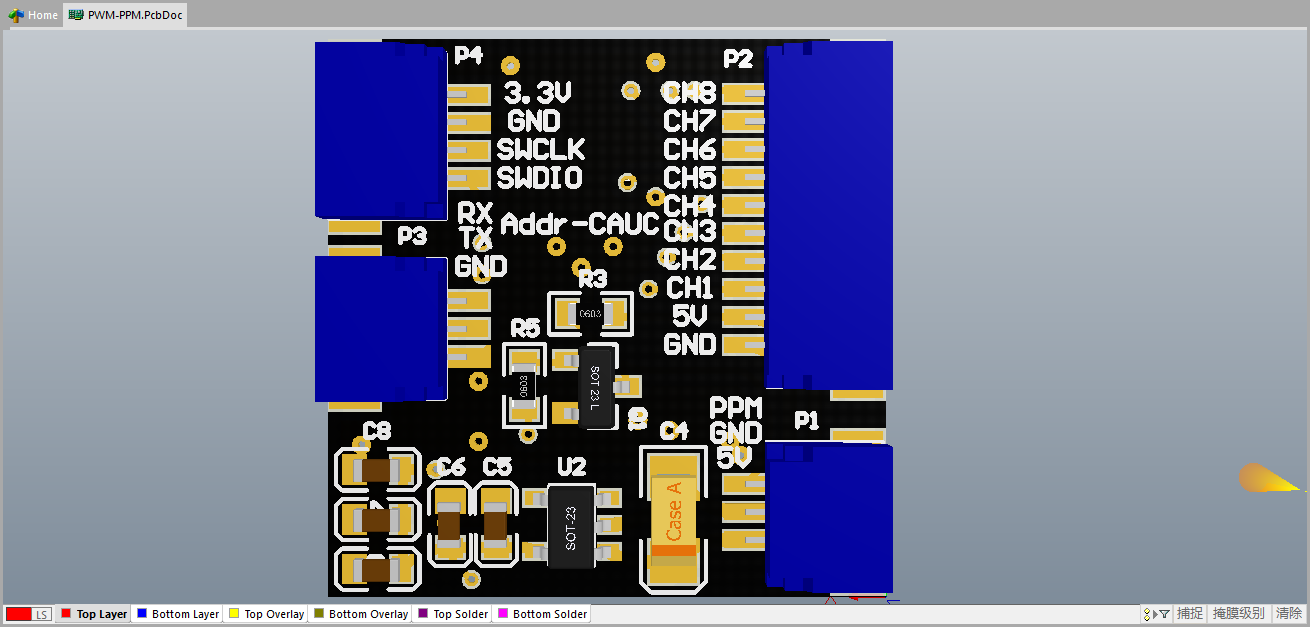 Home PWM-PPM.PcbDoc
P4
P2
3.3V
GND
SWCLK
SWDIO
CH8
CH7
CH6
CH5
CH4
CH3
CH2
CH1
5V
GND
RX
TX
GND
P3
Addr-CAUC
R3
0603
R5
0603
SOT 23 L
PPM
GND
5V
P1
C8
C6
C5
U2
C4
SOT-23
Case A
LS Top Layer Bottom Layer Top Overlay Bottom Overlay Top Solder Bottom Solder 捕捉 掩膜级别 清除